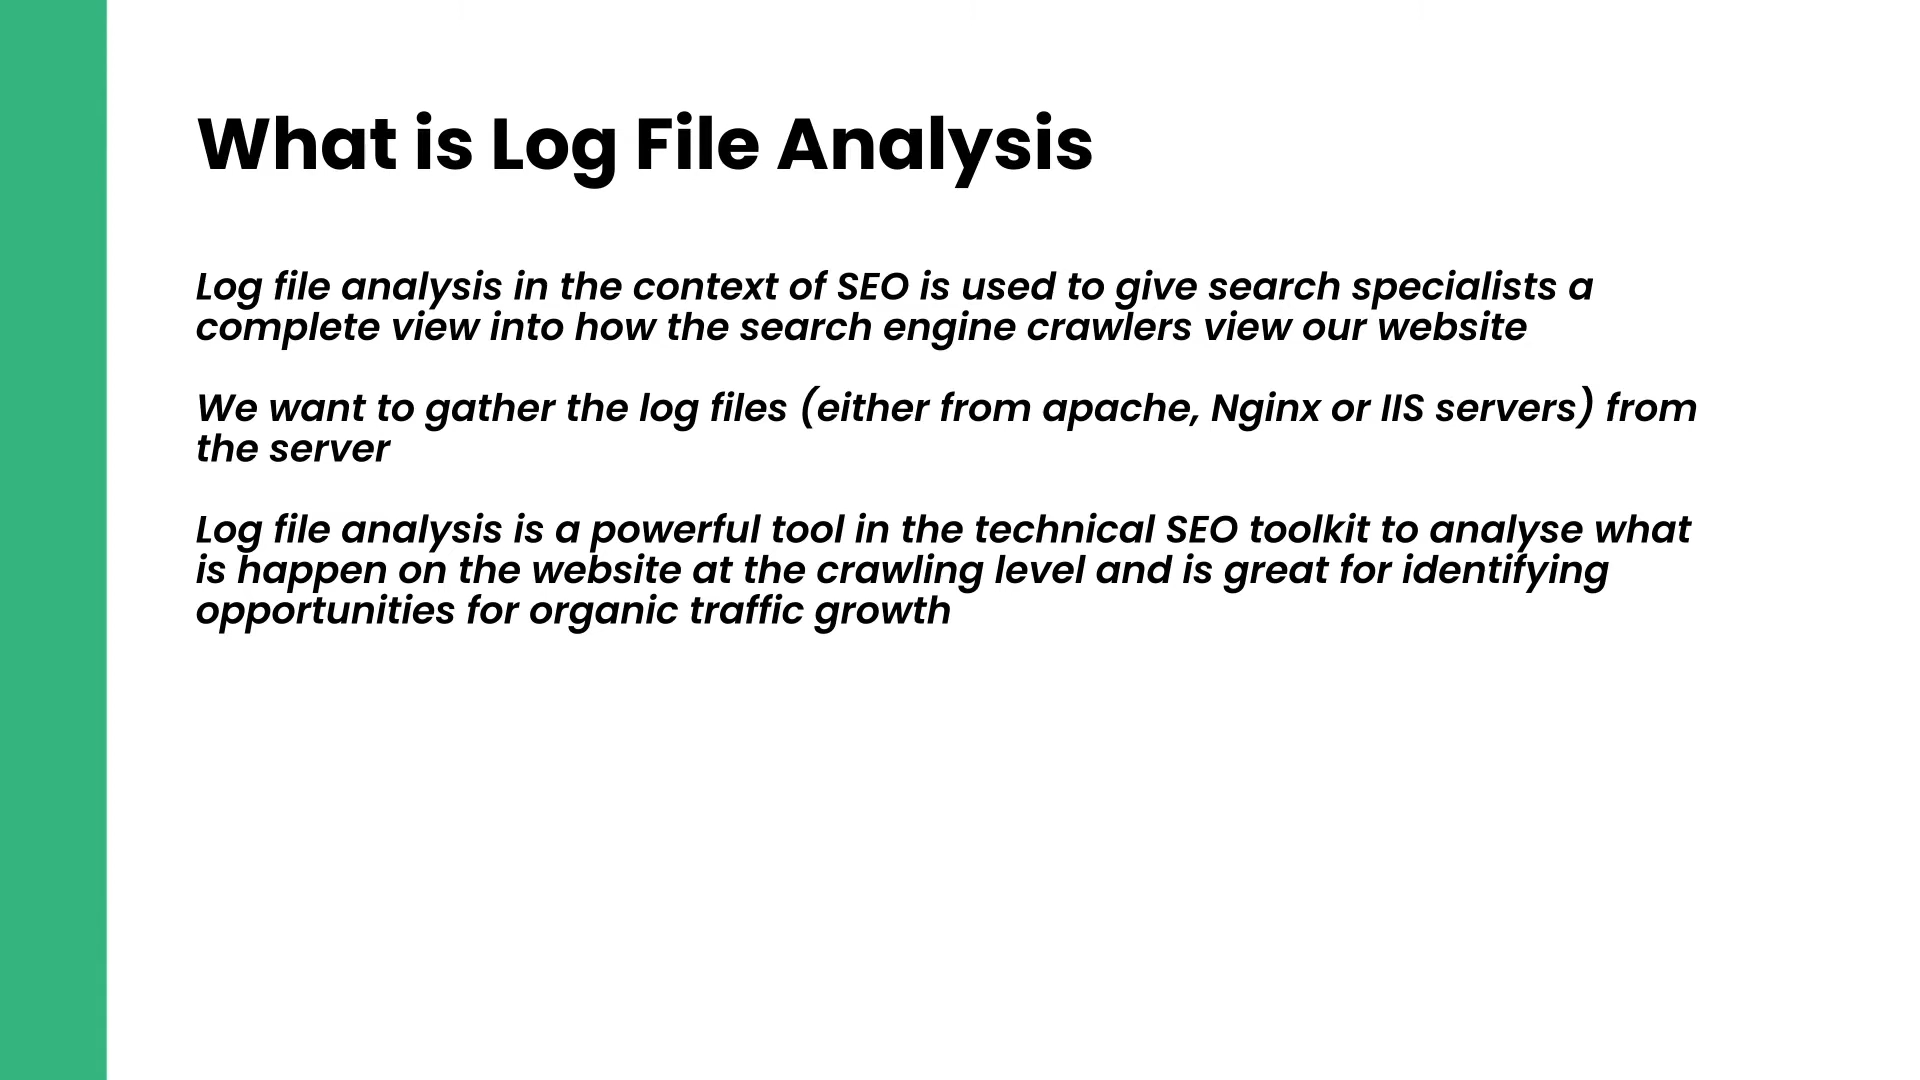 What is Log File Analysis
Log file analysis in the context of SEO is used to give search specialists a
complete view into how the search engine crawlers view our website
We want to gather the log files (either from apache, Nginx or IIS servers) from
the server
Log file analysis is a powerful tool in the technical SEO toolkit to analyse what
is happen on the website at the crawling level and is great for identifying
opportunities for organic traffic growth